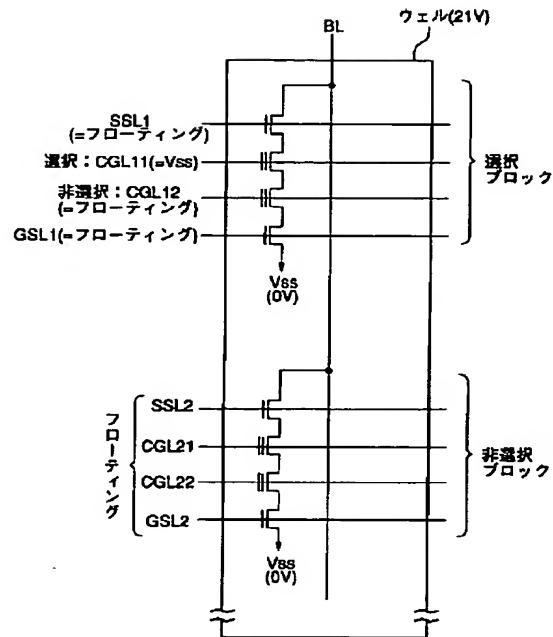 BL
ウェル(21V)
SSL1
(=フローティング)
選択:CGL11(=Vss)
非選択:CGL12
(=フローティング)
GSL1(=フローティング)
選択
ブロック
Vss
(0V)
フローティング
SSL2
CGL21
CGL22
GSL2
非選択
ブロック
Vss
(0V)